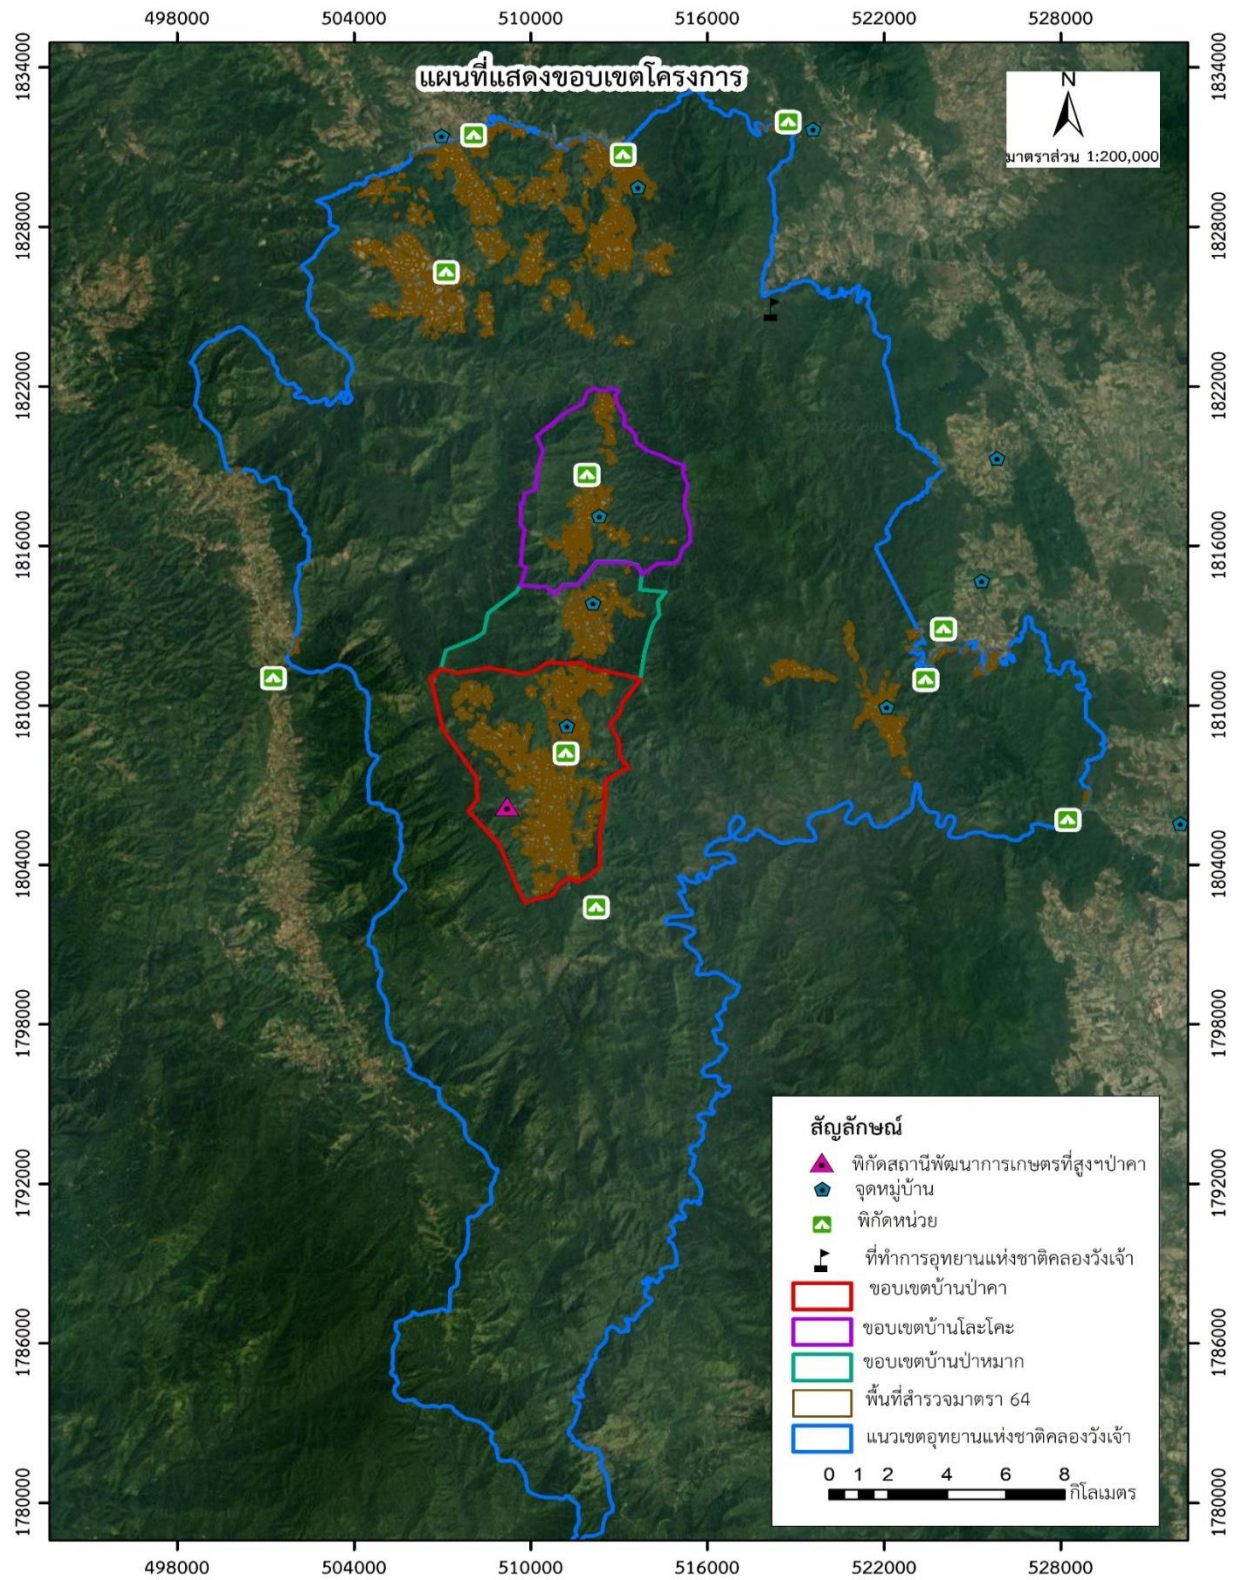 498000 504000 510000 516000 522000 528000
แผนที่แสดงขอบเขตโครงการ
N
มาตราส่วน 1:200,000
1834000 1834000
1828000 1828000
1822000 1822000
1816000 1816000
1810000 1810000
1804000 1804000
1798000 1798000
1792000 1792000
1786000 1786000
1780000 1780000
สัญลักษณ์
พิกัดสถานีพัฒนาการเกษตรที่สูงฯป่าคา
จุดหมู่บ้าน
พิกัดหน่วย
ที่ทำการอุทยานแห่งชาติคลองวังเจ้า
ขอบเขตบ้านป่าคา
ขอบเขตบ้านโละโคะ
ขอบเขตบ้านป่าหมาก
พื้นที่สำรวจมาตรา 64
แนวเขตอุทยานแห่งชาติคลองวังเจ้า
0 1 2 4 6 8
กิโลเมตร
498000 504000 510000 516000 522000 528000